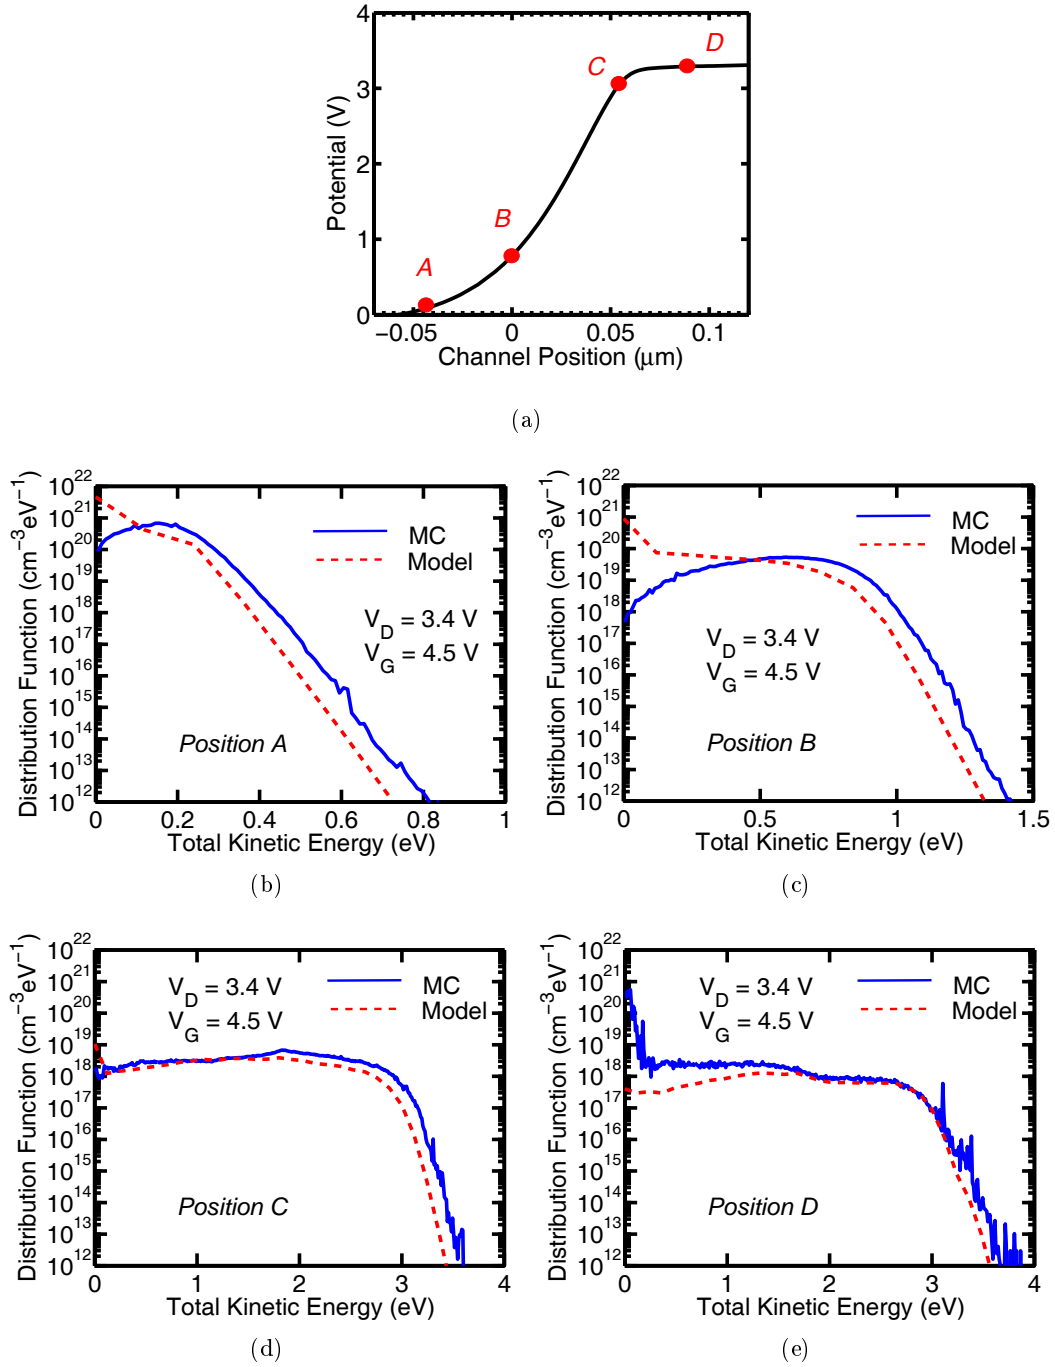 4
3
2
1
0
Potential (V)
A
B
C
D
−0.05 0 0.05 0.1
Channel Position (μm)
(a)
10^22
10^21
10^20
10^19
10^18
10^17
10^16
10^15
10^14
10^13
10^12
Distribution Function (cm^−3eV^−1)
MC
Model
V_D = 3.4 V
V_G = 4.5 V
Position A
0 0.2 0.4 0.6 0.8 1
Total Kinetic Energy (eV)
(b)
10^22
10^21
10^20
10^19
10^18
10^17
10^16
10^15
10^14
10^13
10^12
Distribution Function (cm^−3eV^−1)
MC
Model
V_D = 3.4 V
V_G = 4.5 V
Position B
0 0.5 1 1.5
Total Kinetic Energy (eV)
(c)
10^22
10^21
10^20
10^19
10^18
10^17
10^16
10^15
10^14
10^13
10^12
Distribution Function (cm^−3eV^−1)
V_D = 3.4 V
V_G = 4.5 V
MC
Model
Position C
0 1 2 3 4
Total Kinetic Energy (eV)
(d)
10^22
10^21
10^20
10^19
10^18
10^17
10^16
10^15
10^14
10^13
10^12
Distribution Function (cm^−3eV^−1)
V_D = 3.4 V
V_G = 4.5 V
MC
Model
Position D
0 1 2 3 4
Total Kinetic Energy (eV)
(e)